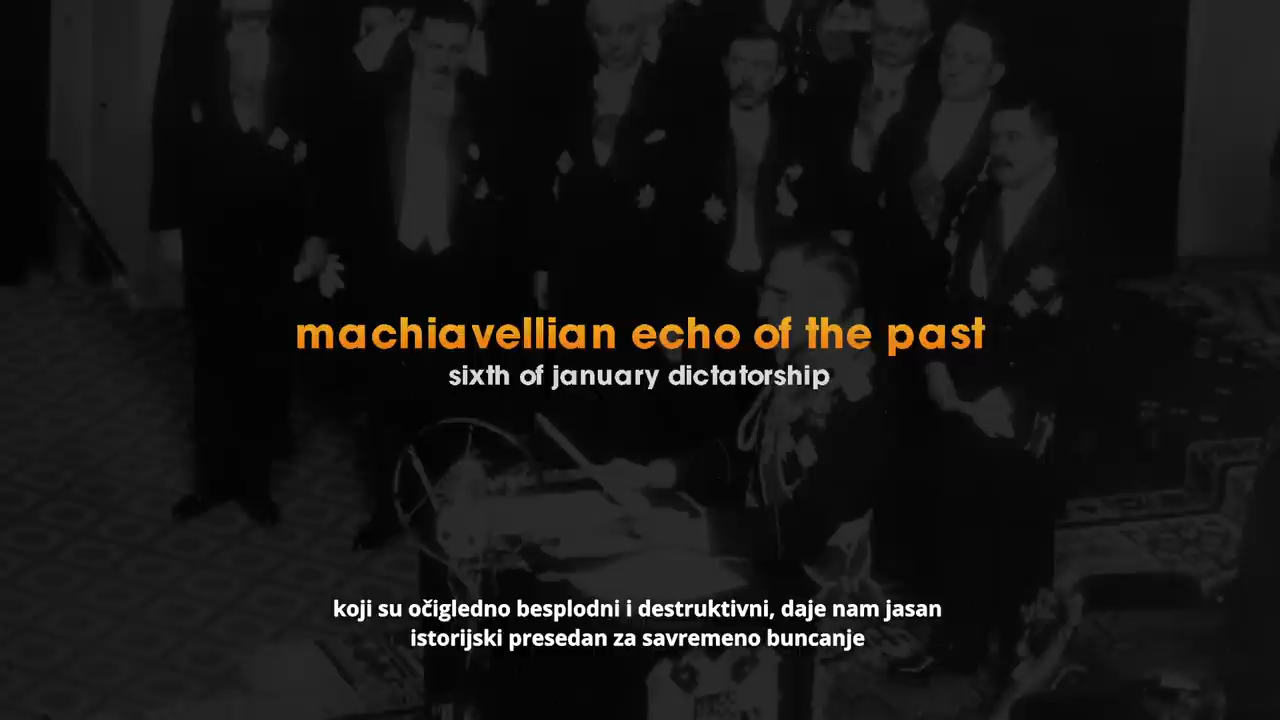 machiavellian echo of the past
sixth of january dictatorship
koji su očigledno besplodni i destruktivni, daje nam jasan
istorijski presedan za savremeno buncanje